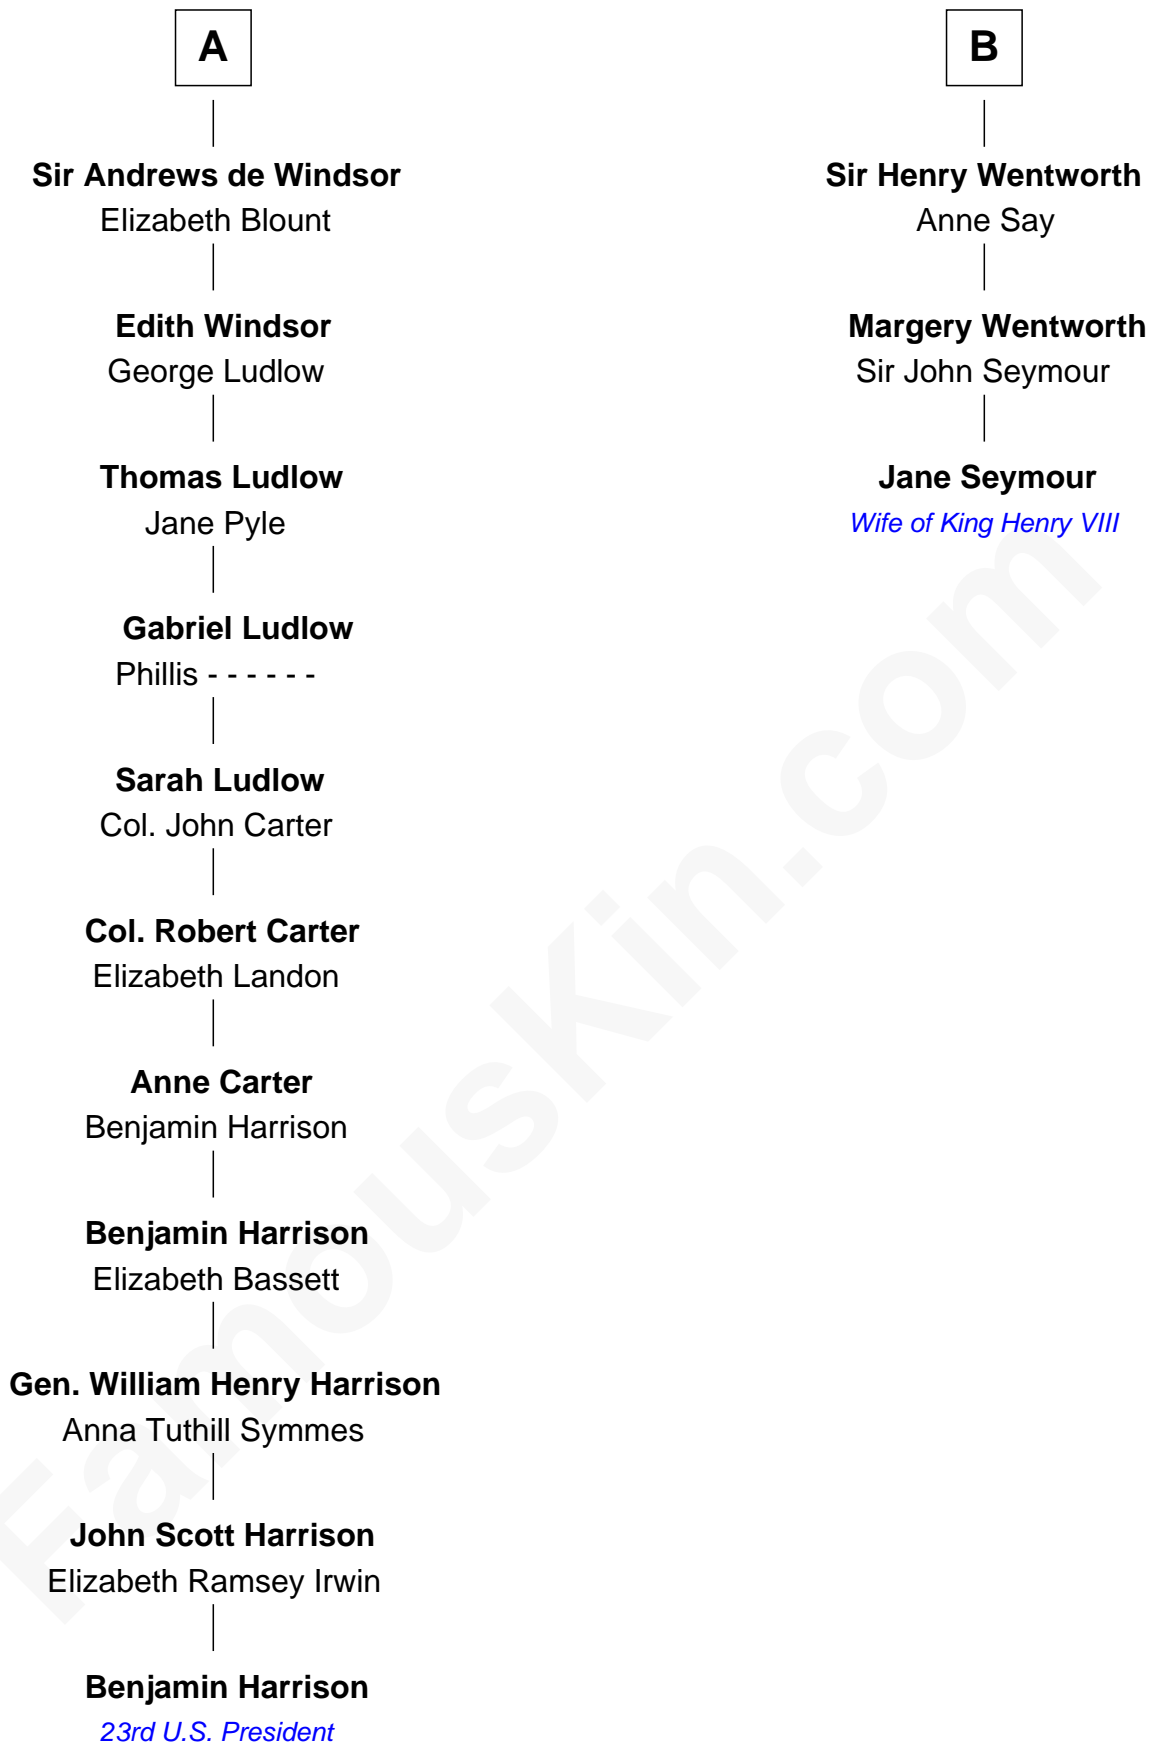 A
Sir Andrews de Windsor
Elizabeth Blount
Edith Windsor
George Ludlow
Thomas Ludlow
Jane Pyle
Gabriel Ludlow
Phillis - - - - - -
Sarah Ludlow
Col. John Carter
Col. Robert Carter
Elizabeth Landon
Anne Carter
Benjamin Harrison
Benjamin Harrison
Elizabeth Bassett
Gen. William Henry Harrison
Anna Tuthill Symmes
John Scott Harrison
Elizabeth Ramsey Irwin
Benjamin Harrison
23rd U.S. President
B
Sir Henry Wentworth
Anne Say
Margery Wentworth
Sir John Seymour
Jane Seymour
Wife of King Henry VIII
FamousKin.com